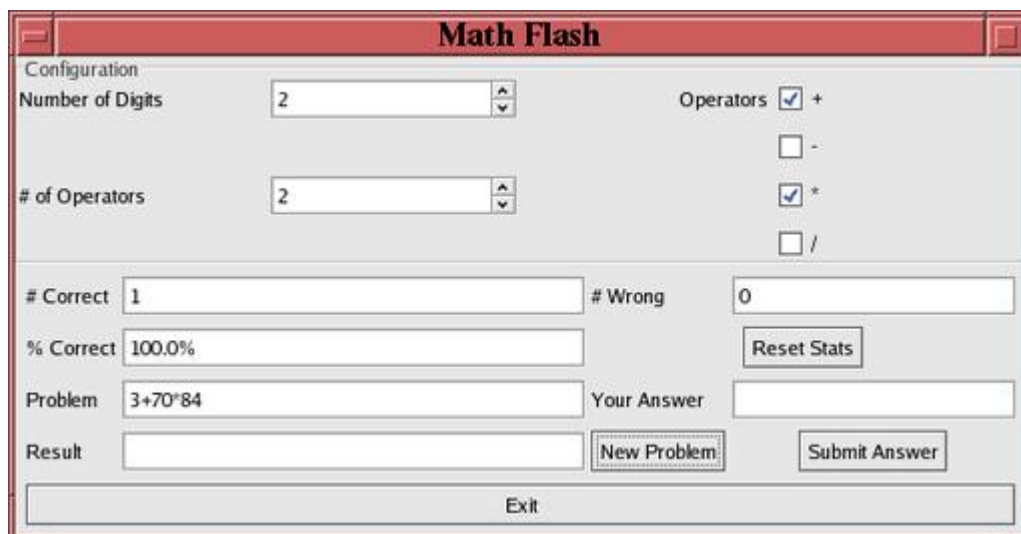 Math Flash
Configuration
Number of Digits 2 Operators +
-
# of Operators 2 *
/
# Correct 1 # Wrong 0
% Correct 100.0% Reset Stats
Problem 3+70*84 Your Answer
Result New Problem Submit Answer
Exit